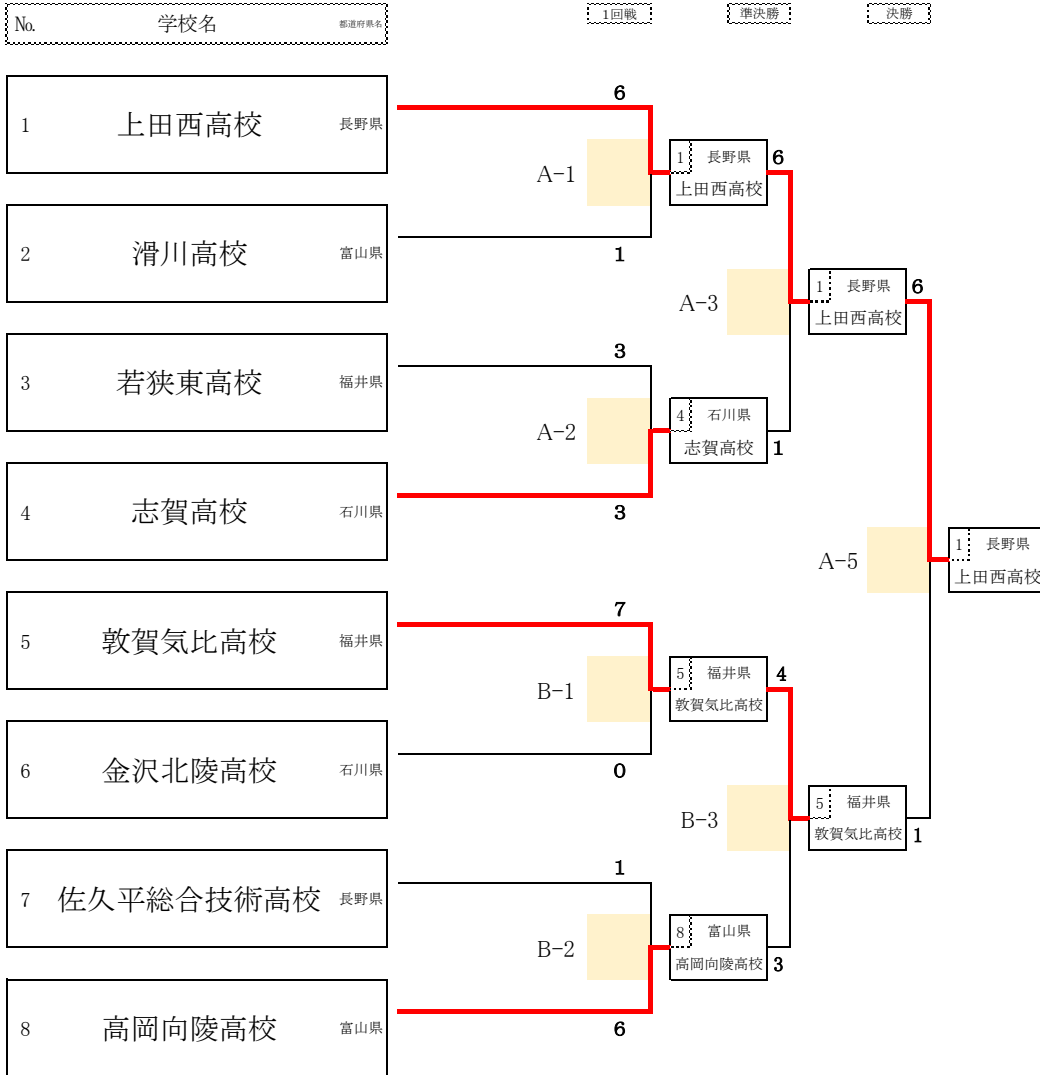 No. 学校名 都道府県名 1回戦 準決勝 決勝
6
1 上田西高校 長野県
A-1
1 長野県 6
上田西高校
2 滑川高校 富山県
1
A-3
1 長野県 6
上田西高校
3
3 若狭東高校 福井県
A-2
4 石川県
志賀高校 1
4 志賀高校 石川県
3
A-5
1 長野県
上田西高校
7
5 敦賀気比高校 福井県
B-1
5 福井県 4
敦賀気比高校
6 金沢北陵高校 石川県
0
B-3
5 福井県
敦賀気比高校 1
1
7 佐久平総合技術高校 長野県
B-2
8 富山県
高岡向陵高校 3
8 高岡向陵高校 富山県
6